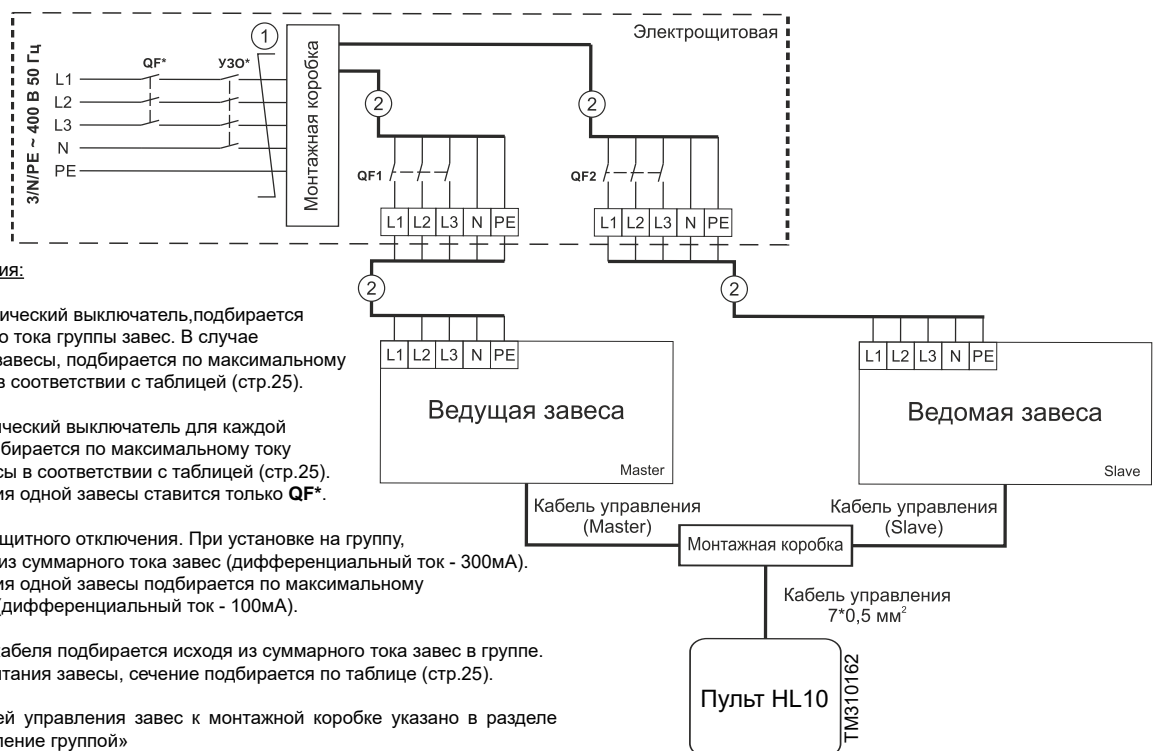 Электрощитовая
3/N/PE ~ 400 В 50 Гц
1
QF*
УЗО*
L1
L2
L3
N
PE
Монтажная коробка
2
2
QF1
QF2
L1 L2 L3 N PE
L1 L2 L3 N PE
2
2
ия:
ический выключатель,подбирается
о тока группы завес. В случае
завесы, подбирается по максимальному
в соответствии с таблицей (стр.25).
ический выключатель для каждой
бирается по максимальному току
сы в соответствии с таблицей (стр.25).
ия одной завесы ставится только QF*.
щитного отключения. При установке на группу,
из суммарного тока завес (дифференциальный ток - 300мА).
ия одной завесы подбирается по максимальному
(дифференциальный ток - 100мА).
абеля подбирается исходя из суммарного тока завес в группе.
итания завесы, сечение подбирается по таблице (стр.25).
ей управления завес к монтажной коробке указано в разделе
ление группой»
L1 L2 L3 N PE
Ведущая завеса
Master
L1 L2 L3 N PE
Ведомая завеса
Slave
Кабель управления
(Master)
Кабель управления
(Slave)
Монтажная коробка
Кабель управления
7*0,5 мм²
Пульт HL10
TM310162